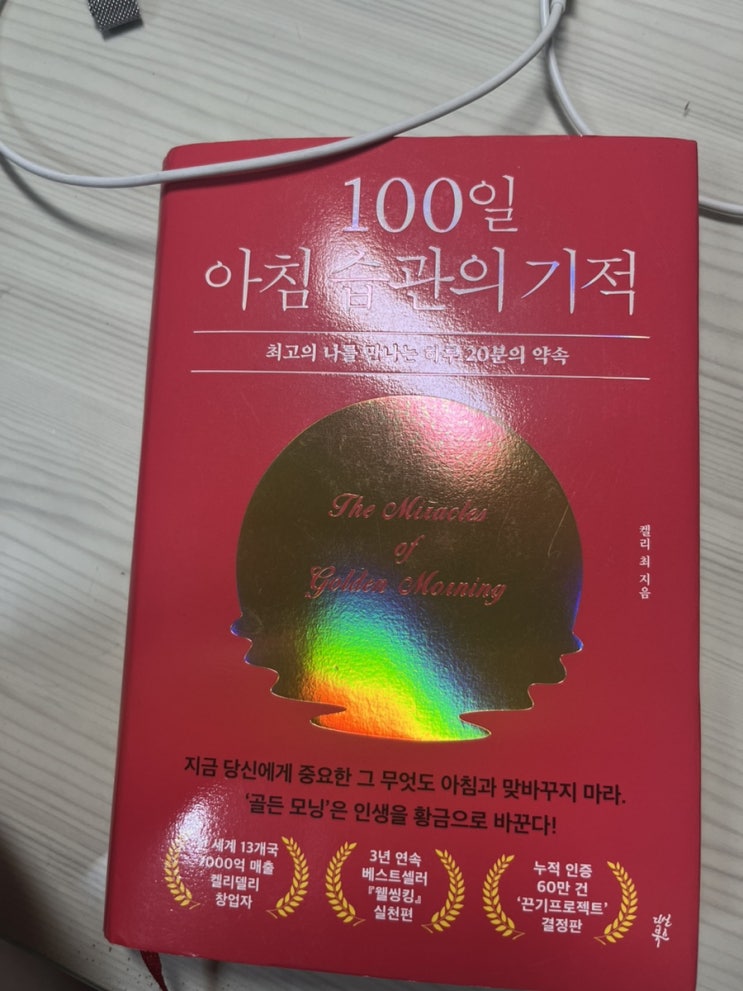 100일
아침 습관의 기적
최고의 나를 만나는 하루 20분의 약속
The Miracles
of
Golden Morning
켈리 최 지음
지금 당신에게 중요한 그 무엇도 아침과 맞바꾸지 마라.
‘골든 모닝’은 인생을 황금으로 바꾼다!
세계 13개국
7000억 매출
켈리델리
창업자
3년 연속
베스트셀러
『웰씽킹』
실천편
누적 인증
60만 건
‘끈기프로젝트’
결정판
다산
북스